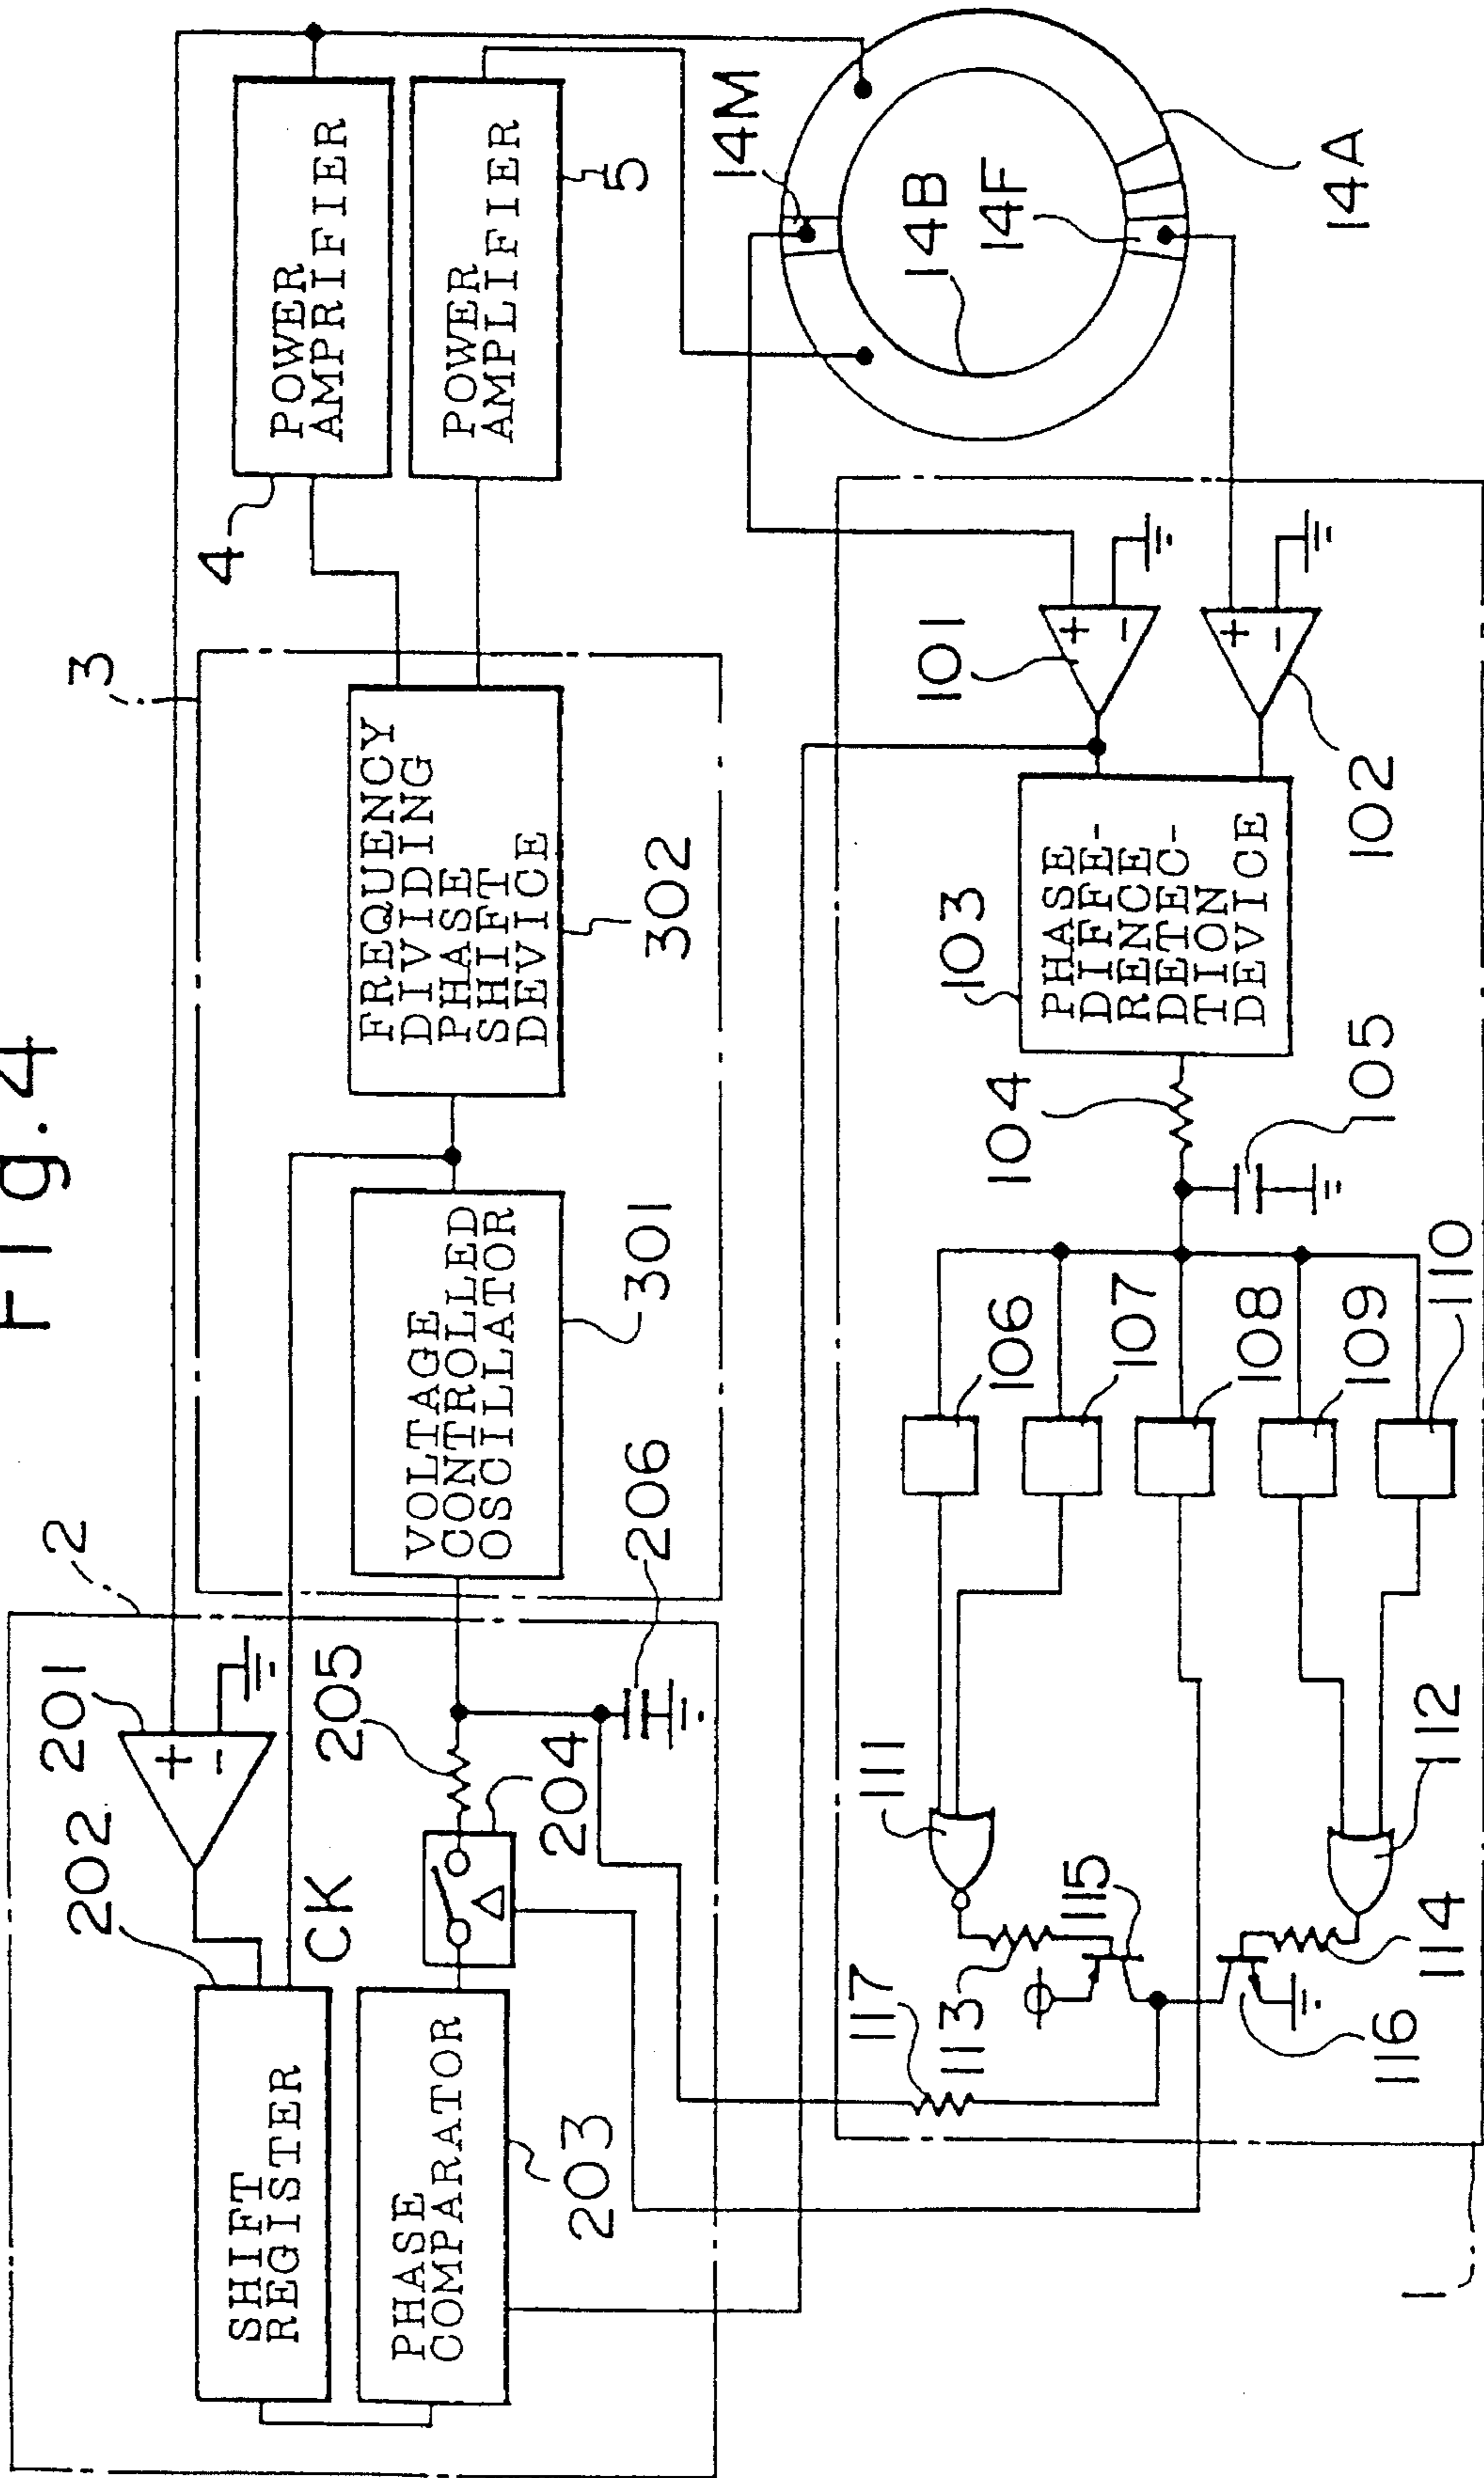 Fig. 4
2
201
+
-
202
SHIFT
REGISTER
CK
PHASE
COMPARATOR
203
204
205
206
3
VOLTAGE
CONTROLLED
OSCILLATOR
301
FREQUENCY
DIVIDING
PHASE
SHIFT
DEVICE
302
4
POWER
AMPRIFIER
POWER
AMPLIFIER
5
14M
14B
14F
14A
101
+
-
+
-
102
103
PHASE
DIFFE-
RENCE
DETEC-
TION
DEVICE
104
105
106
107
108
109
110
111
112
113
114
115
116
117
1